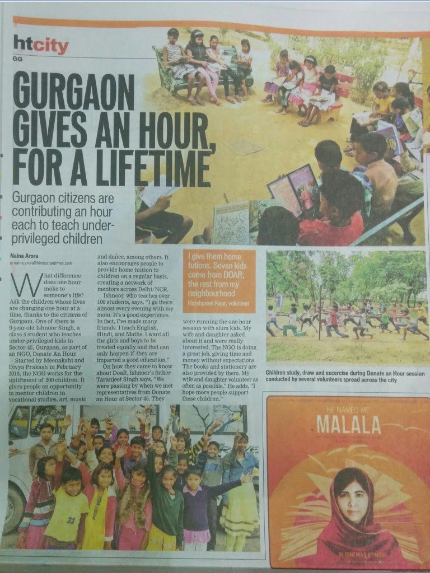 htcity
GG
GURGAON
GIVES AN HOUR,
FOR A LIFETIME
Gurgaon citizens are
contributing an hour
each to teach under-
privileged children
Naina Arora
What difference
does one hour
make to
someone's life?
Ask the children whose lives
are changing one hour at a
time, thanks to the citizens of
Gurgaon. One of them is
9-year-old Ishnoor Singh, a
class 4 student who teaches
under-privileged kids in
Sector 51, Gurgaon, as part of
an NGO, Donate An Hour
Started by Meenakshi and
Divya Prakash in February
2015, the NGO works for the
upliftment of 200 children. It
gives people an opportunity
to mentor children in
vocational studies, art, music
and dance, among others. It
also encourages people to
provide home tuition to
children on a regular basis,
creating a network of
mentors across Delhi/NCR.
Ishnoor, who teaches over
100 students, says, "I go there
almost every evening with my
mom. It's a good experience.
In fact, I've made many
friends. I teach English,
Hindi, and Maths. I want all
the girls and boys to be
treated equally and that can
only happen if they are
imparted a good education."
On how they came to know
about DoAH, Ishnoor's father
Taranjeet Singh, says, "We
were passing by when we met
representatives from Donate
an Hour at Sector 51. They
I give them home
tutions. Seven kids
came from DOAH,
the rest from my
neighbourhood
Harshpreet Kaur, volunteer
were running the one hour
session with slum kids. My
wife and daughter asked
about it and were really
interested. The NGO is doing
a great job, giving time and
money without expectations.
The books and stationery are
also provided by them. My
wife and daughter volunteer as
often as possible." He adds, "I
hope more people support
these children."
Children study, draw and excercise during Donate an Hour session
conducted by several volunteers spread across the city
HE NAMED ME
MALALA